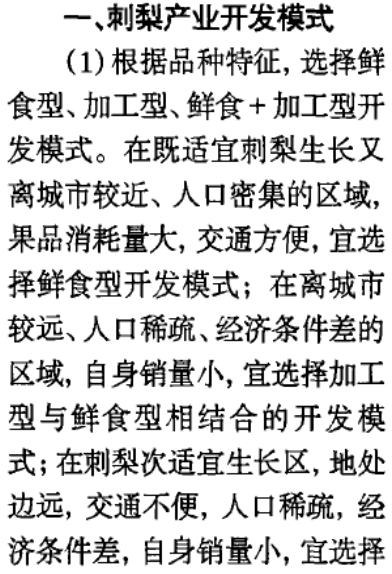 一、刺梨产业开发模式
(1)根据品种特征,选择鲜
食型、加工型、鲜食+加工型开
发模式。在既适宜刺梨生长又
离城市较近、人口密集的区域,
果品消耗量大,交通方便,宜选
择鲜食型开发模式;在离城市
较远、人口稀疏、经济条件差的
区域,自身销量小,宜选择加工
型与鲜食型相结合的开发模
式;在刺梨次适宜生长区,地处
边远,交通不便,人口稀疏,经
济条件差,自身销量小,宜选择